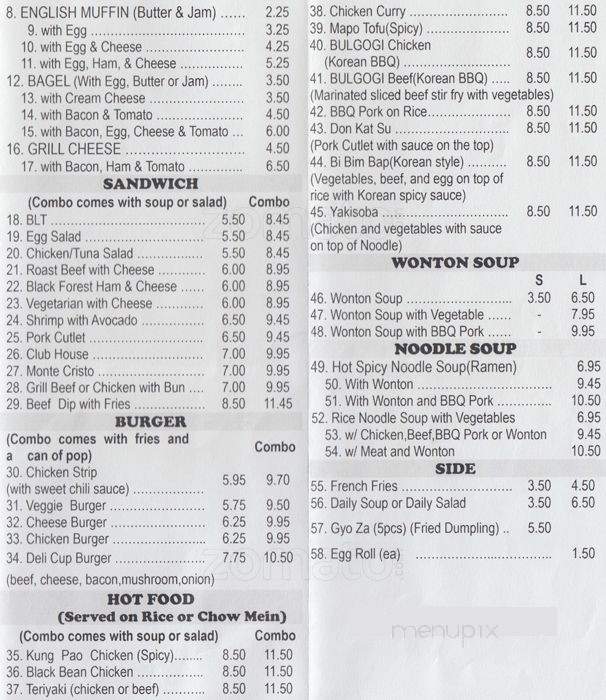 8. ENGLISH MUFFIN (Butter & Jam) ...... 2.25
9. with Egg ........................................ 3.25
10. with Egg & Cheese ....................... 4.25
11. with Egg, Ham, & Cheese .............. 5.25
12. BAGEL (With Egg, Butter or Jam) ....... 3.50
13. with Cream Cheese ...................... 3.50
14. with Bacon & Tomato .................... 4.50
15. with Bacon, Egg, Cheese & Tomato ... 6.00
16. GRILL CHEESE ............................. 4.50
17. with Bacon, Ham & Tomato ............. 6.50
SANDWICH
(Combo comes with soup or salad) Combo
18. BLT ........................................ 5.50 8.45
19. Egg Salad ............................... 5.50 8.45
20. Chicken/Tuna Salad .................... 5.50 8.45
21. Roast Beef with Cheese ............ 6.00 8.95
22. Black Forest Ham & Cheese ...... 6.00 8.95
23. Vegetarian with Cheese ............ 6.00 8.95
24. Shrimp with Avocado ................ 6.50 9.45
25. Pork Cutlet ............................. 6.50 9.45
26. Club House ............................. 7.00 9.95
27. Monte Cristo ........................... 7.00 9.95
28. Grill Beef or Chicken with Bun .... 7.00 9.95
29. Beef Dip with Fries .................. 8.50 11.45
BURGER
(Combo comes with fries and
a can of pop) Combo
30. Chicken Strip
(with sweet chili sauce) .................. 5.95 9.70
31. Veggie Burger ......................... 5.75 9.50
32. Cheese Burger ........................ 6.25 9.95
33. Chicken Burger ........................ 6.25 9.95
34. Deli Cup Burger ....................... 7.75 10.50
(beef, cheese, bacon,mushroom,onion)
HOT FOOD
(Served on Rice or Chow Mein)
(Combo comes with soup or salad) Combo
35. Kung Pao Chicken (Spicy)........ 8.50 11.50
36. Black Bean Chicken ................. 8.50 11.50
37. Teriyaki (chicken or beef) ........... 8.50 11.50
38. Chicken Curry ............................ 8.50 11.50
39. Mapo Tofu(Spicy) ...................... 8.50 11.50
40. BULGOGI Chicken
(Korean BBQ) ........................... 8.50 11.50
41. BULGOGI Beef(Korean BBQ) ..... 8.50 11.50
(Marinated sliced beef stir fry with vegetables)
42. BBQ Pork on Rice..................... 8.50 11.50
43. Don Kat Su .............................. 8.50 11.50
(Pork Cutlet with sauce on the top)
44. Bi Bim Bap(Korean style) .......... 8.50 11.50
(Vegetables, beef, and egg on top of
rice with Korean spicy sauce)
45. Yakisoba ................................. 8.50 11.50
(Chicken and vegetables with sauce
on top of Noodle)
WONTON SOUP
S L
46. Wonton Soup .......................... 3.50 6.50
47. Wonton Soup with Vegetable ...... - 7.95
48. Wonton Soup with BBQ Pork ...... - 9.95
NOODLE SOUP
49. Hot Spicy Noodle Soup(Ramen) 6.95
50. With Wonton .................................. 9.45
51. With Wonton and BBQ Pork ............. 10.50
52. Rice Noodle Soup with Vegetables 6.95
53. w/ Chicken,Beef,BBQ Pork or Wonton 9.45
54. w/ Meat and Wonton 10.50
SIDE
55. French Fries ............................ 3.50 4.50
56. Daily Soup or Daily Salad 3.50 6.50
57. Gyo Za (5pcs) (Fried Dumpling) .. 5.50
58. Egg Roll (ea) .............................. 1.50
zomato
zomato
menupix